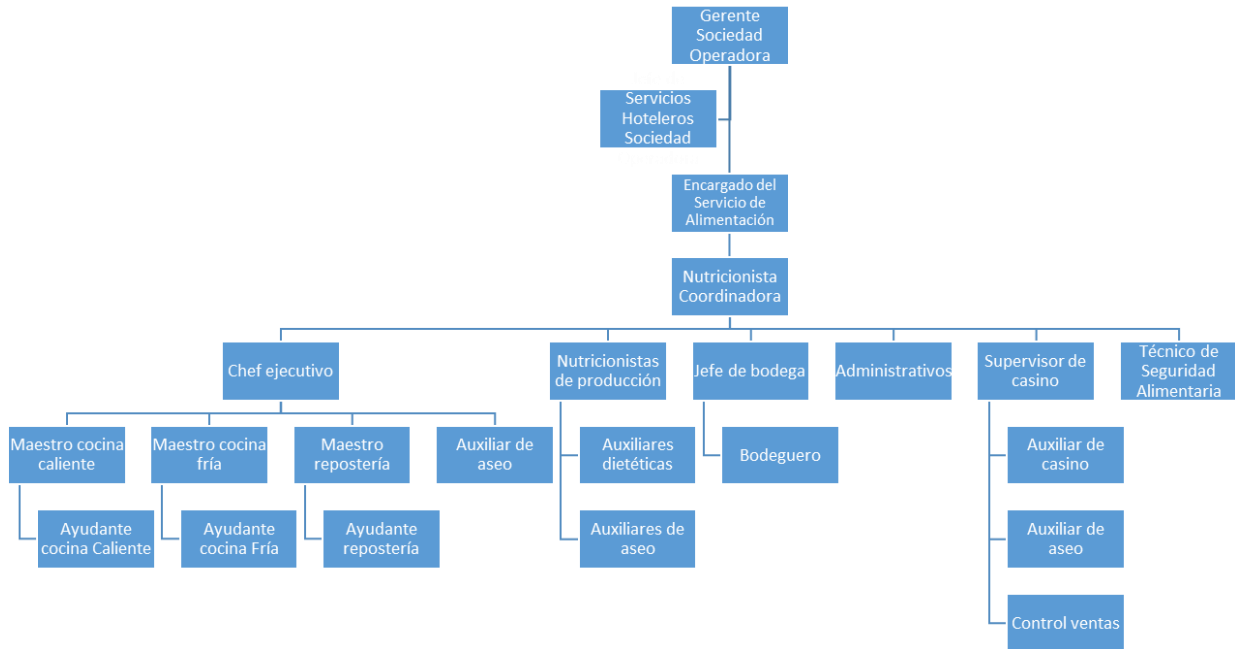 Gerente
Sociedad
Operadora
Servicios
Hoteleros
Sociedad
Encargado del
Servicio de
Alimentación
Nutricionista
Coordinadora
Chef ejecutivo
Nutricionistas
de producción
Jefe de bodega
Administrativos
Supervisor de
casino
Técnico de
Seguridad
Alimentaria
Maestro cocina
caliente
Maestro cocina
fría
Maestro
repostería
Auxiliar de
aseo
Auxiliares
dietéticas
Bodeguero
Auxiliar de
casino
Ayudante
cocina Caliente
Ayudante
cocina Fría
Ayudante
repostería
Auxiliares de
aseo
Auxiliar de
aseo
Control ventas